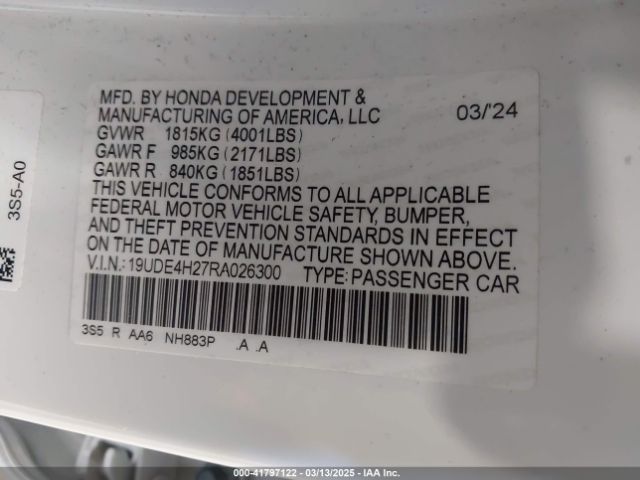 MFD. BY HONDA DEVELOPMENT &
MANUFACTURING OF AMERICA, LLC 03/'24
GVWR 1815KG (4001LBS)
GAWR F 985KG (2171LBS)
GAWR R 840KG (1851LBS)
THIS VEHICLE CONFORMS TO ALL APPLICABLE
FEDERAL MOTOR VEHICLE SAFETY, BUMPER,
AND THEFT PREVENTION STANDARDS IN EFFECT
ON THE DATE OF MANUFACTURE SHOWN ABOVE.
V.I.N.:19UDE4H27RA026300 TYPE:PASSENGER CAR
3S5 R AA6 NH883P .A .A
3S5-A0
000-41797122 - 03/13/2025 - IAA, Inc.